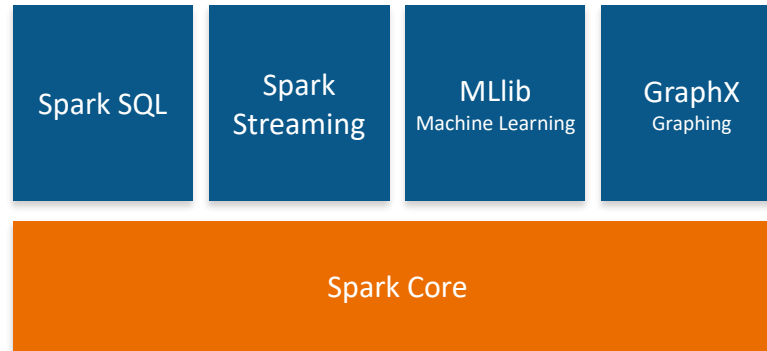 Spark SQL
Spark
Streaming
MLlib
Machine Learning
GraphX
Graphing
Spark Core